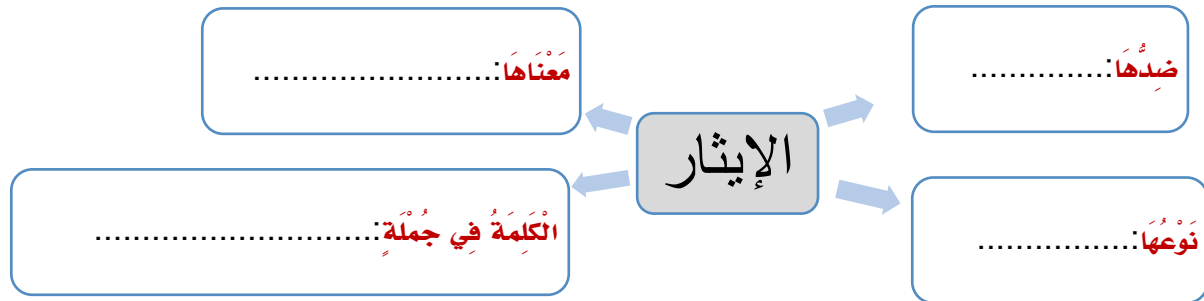 ضِدُّهَا:..............
مَعْنَاهَا:.........................
الإيثار
الْكَلِمَةُ فِي جُمْلَةٍ:.............................
نَوْعُهَا:................